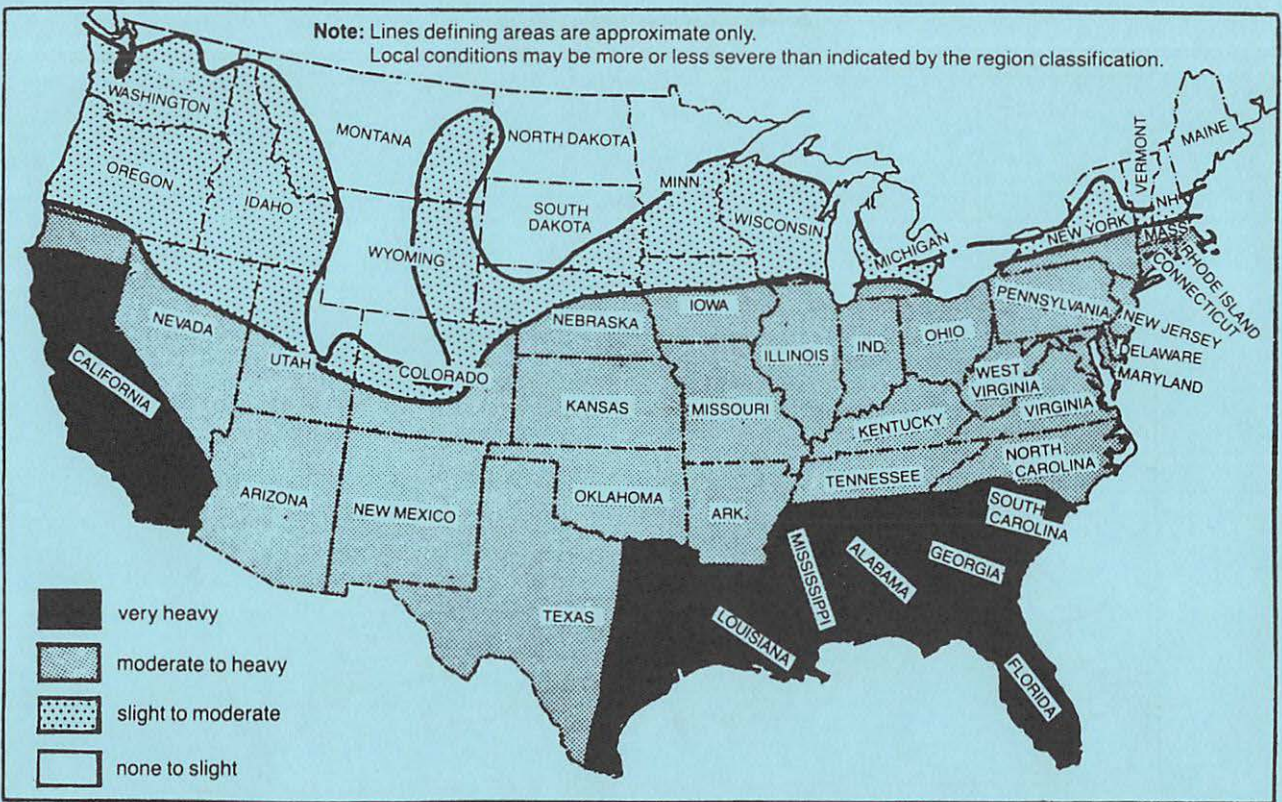 Note: Lines defining areas are approximate only.
Local conditions may be more or less severe than indicated by the region classification.
WASHINGTON
MONTANA
NORTH DAKOTA
MINN
VERMONT
MAINE
OREGON
IDAHO
WYOMING
SOUTH
DAKOTA
WISCONSIN
MICHIGAN
NEW YORK
NH
MASS
RHODE ISLAND
CONNECTICUT
NEVADA
UTAH
COLORADO
NEBRASKA
IOWA
ILLINOIS
IND.
OHIO
PENNSYLVANIA
NEW JERSEY
DELAWARE
MARYLAND
CALIFORNIA
KANSAS
MISSOURI
KENTUCKY
WEST
VIRGINIA
VIRGINIA
ARIZONA
NEW MEXICO
OKLAHOMA
ARK.
TENNESSEE
NORTH
CAROLINA
SOUTH
CAROLINA
TEXAS
LOUISIANA
MISSISSIPPI
ALABAMA
GEORGIA
FLORIDA
very heavy
moderate to heavy
slight to moderate
none to slight